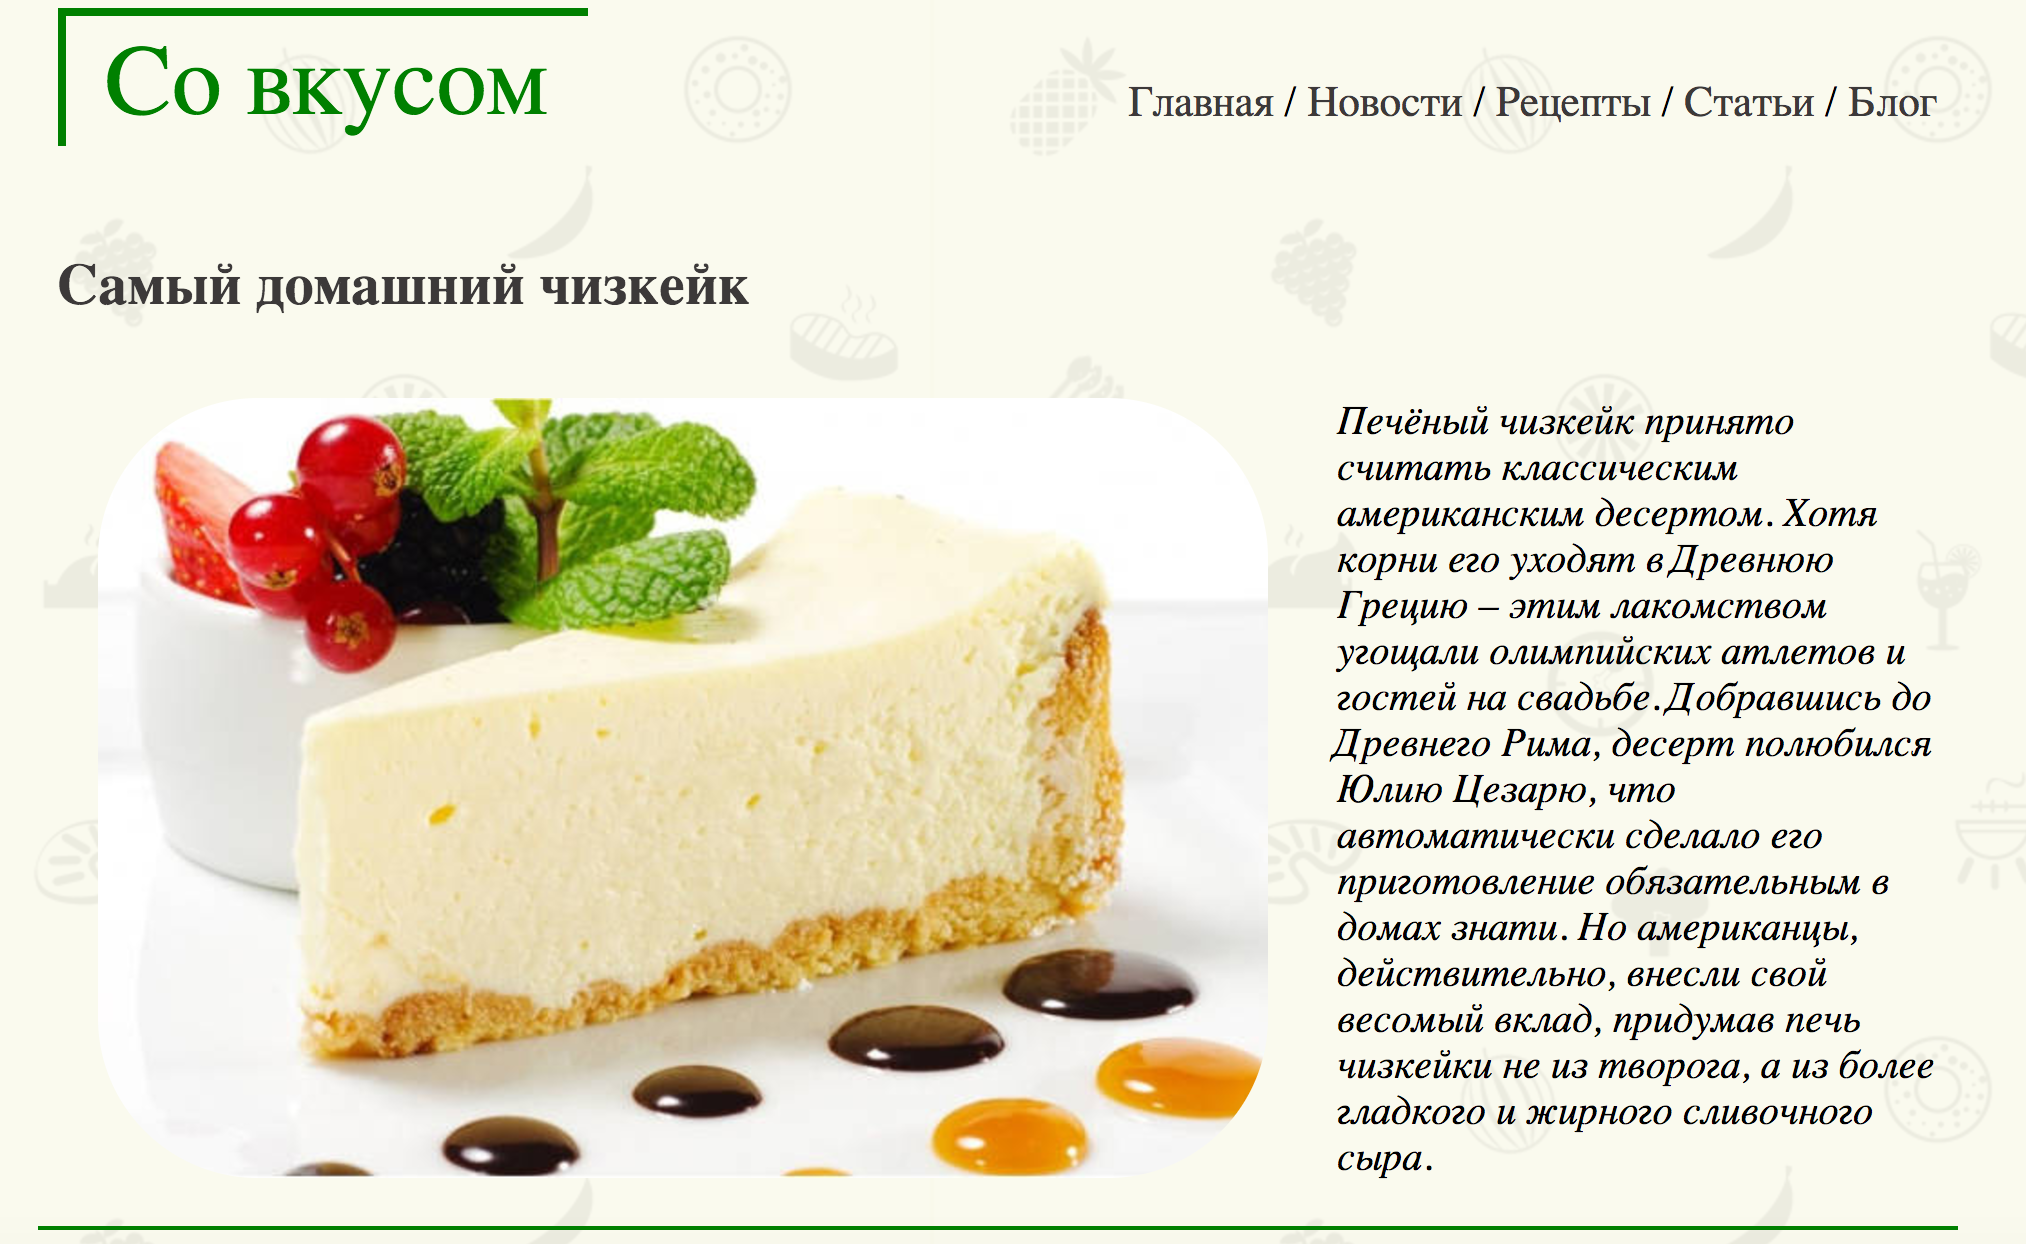 Со вкусом
Главная / Новости / Рецепты / Статьи / Блог
Самый домашний чизкейк
Печёный чизкейк принято
считать классическим
американским десертом. Хотя
корни его уходят в Древнюю
Грецию – этим лакомством
угощали олимпийских атлетов и
гостей на свадьбе. Добравшись до
Древнего Рима, десерт полюбился
Юлию Цезарю, что
автоматически сделало его
приготовление обязательным в
домах знати. Но американцы,
действительно, внесли свой
весомый вклад, придумав печь
чизкейки не из творога, а из более
гладкого и жирного сливочного
сыра.